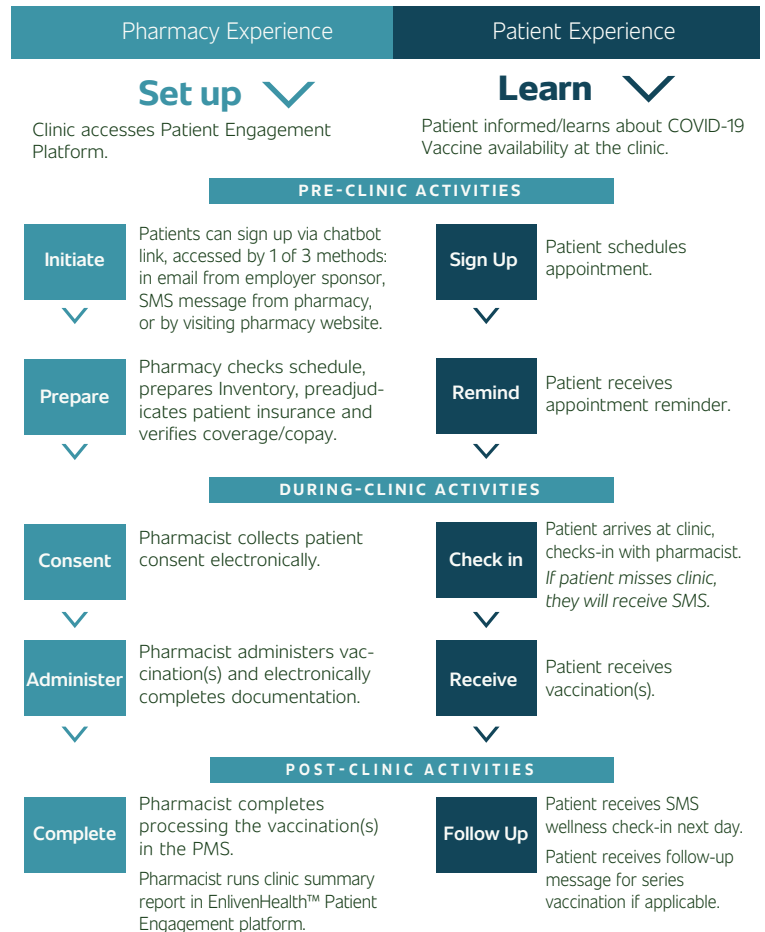 Pharmacy Experience
Patient Experience
Set up
Clinic accesses Patient Engagement
Platform.
Learn
Patient informed/learns about COVID-19
Vaccine availability at the clinic.
PRE-CLINIC ACTIVITIES
Initiate
Patients can sign up via chatbot
link, accessed by 1 of 3 methods:
in email from employer sponsor,
SMS message from pharmacy,
or by visiting pharmacy website.
Sign Up
Patient schedules
appointment.
Prepare
Pharmacy checks schedule,
prepares Inventory, preadjud-
icates patient insurance and
verifies coverage/copay.
Remind
Patient receives
appointment reminder.
DURING-CLINIC ACTIVITIES
Consent
Pharmacist collects patient
consent electronically.
Check in
Patient arrives at clinic,
checks-in with pharmacist.
If patient misses clinic,
they will receive SMS.
Administer
Pharmacist administers vac-
cination(s) and electronically
completes documentation.
Receive
Patient receives
vaccination(s).
POST-CLINIC ACTIVITIES
Complete
Pharmacist completes
processing the vaccination(s)
in the PMS.
Pharmacist runs clinic summary
report in EnlivenHealth™ Patient
Engagement platform.
Follow Up
Patient receives SMS
wellness check-in next day.
Patient receives follow-up
message for series
vaccination if applicable.